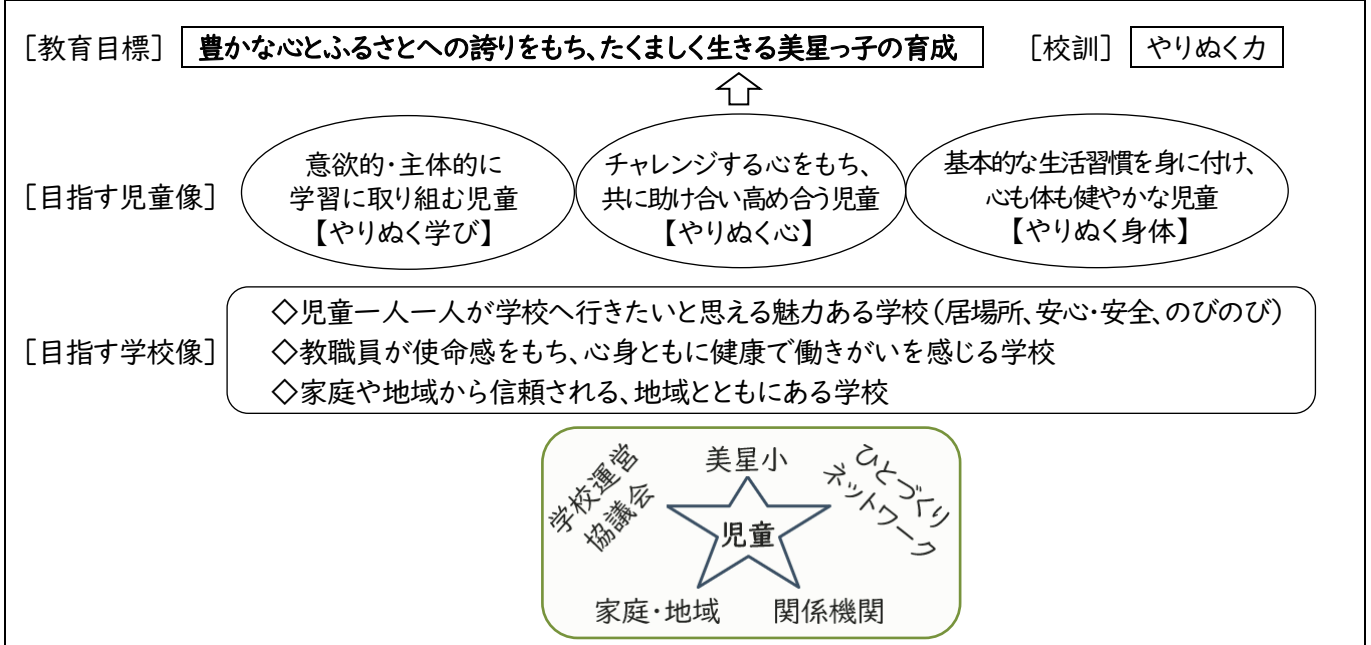 ［教育目標］ 豊かな心とふるさとへの誇りをもち、たくましく生きる美星っ子の育成 ［校訓］ やりぬく力
［目指す児童像］
意欲的・主体的に
学習に取り組む児童
【やりぬく学び】
チャレンジする心をもち、
共に助け合い高め合う児童
【やりぬく心】
基本的な生活習慣を身に付け、
心も体も健やかな児童
【やりぬく身体】
［目指す学校像］
◇児童一人一人が学校へ行きたいと思える魅力ある学校（居場所、安心・安全、のびのび）
◇教職員が使命感をもち、心身ともに健康で働きがいを感じる学校
◇家庭や地域から信頼される、地域とともにある学校
学校運営
協議会
美星小
ひとづくり
ネットワーク
児童
家庭・地域
関係機関